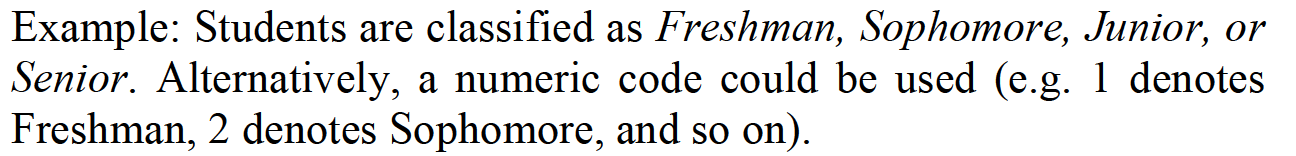 Example: Students are classified as Freshman, Sophomore, Junior, or
Senior. Alternatively, a numeric code could be used (e.g. 1 denotes
Freshman, 2 denotes Sophomore, and so on).